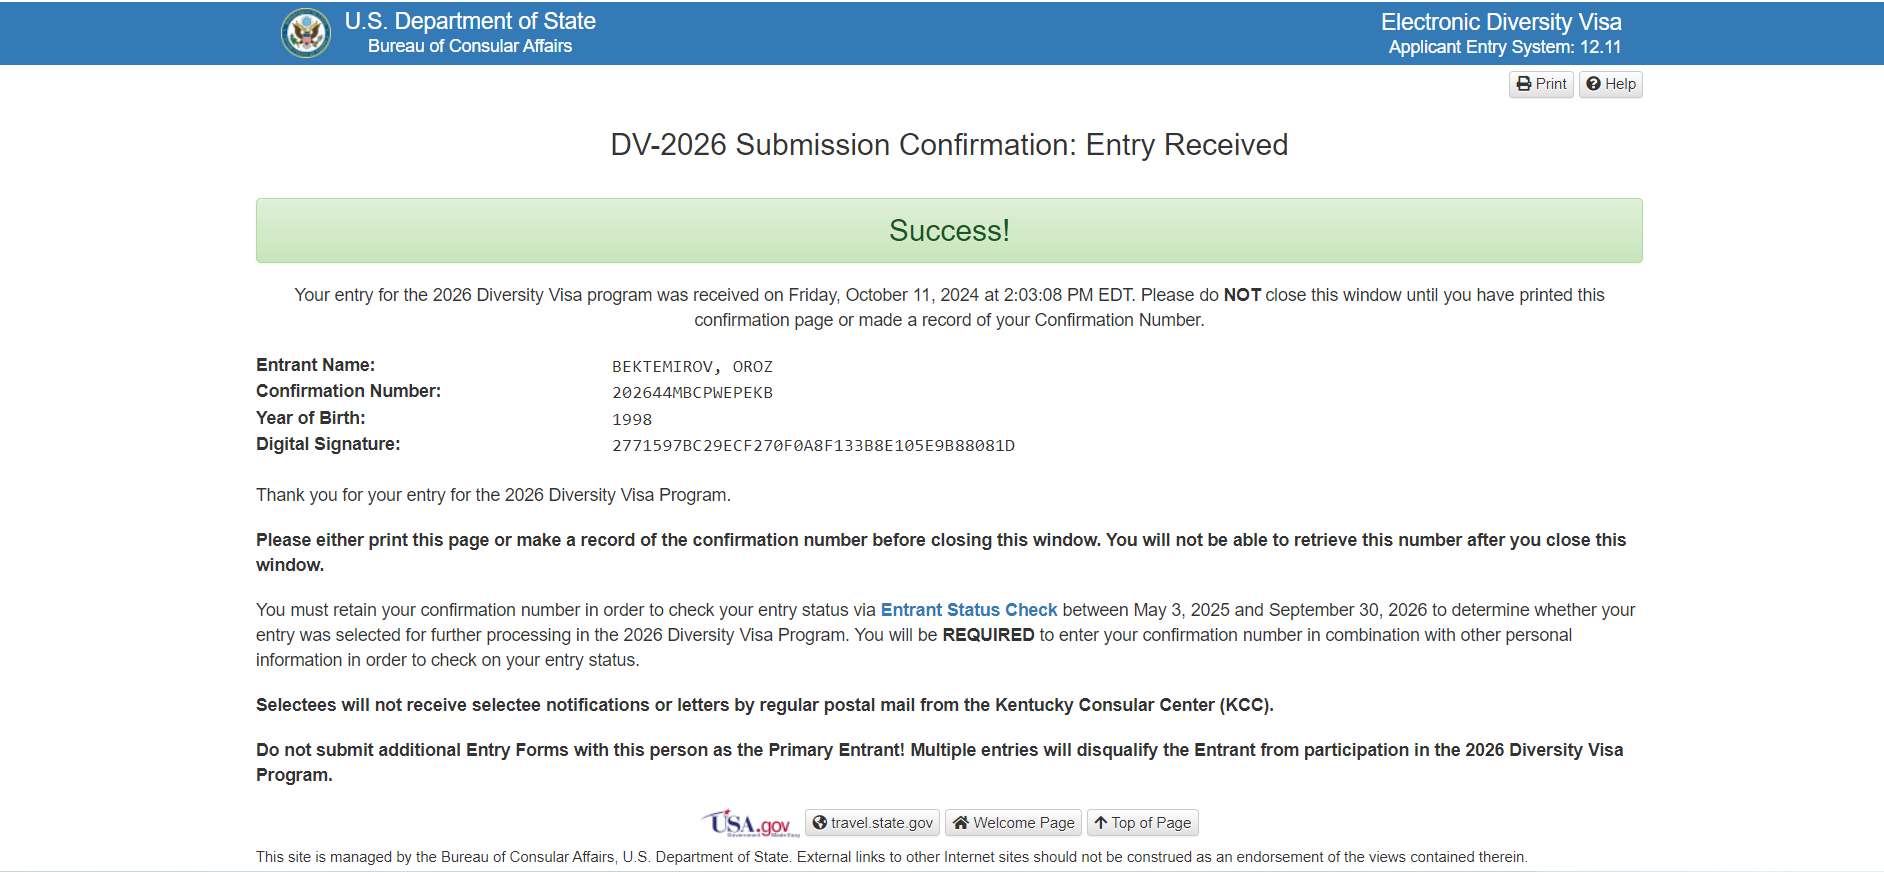 U.S. Department of State
Bureau of Consular Affairs
Electronic Diversity Visa
Applicant Entry System: 12.11
Print
Help
DV-2026 Submission Confirmation: Entry Received
Success!
Your entry for the 2026 Diversity Visa program was received on Friday, October 11, 2024 at 2:03:08 PM EDT. Please do NOT close this window until you have printed this
confirmation page or made a record of your Confirmation Number.
Entrant Name: BEKTEMIROV, OROZ
Confirmation Number: 202644MBCPWEPEKB
Year of Birth: 1998
Digital Signature: 2771597BC29ECF270F0A8F133B8E105E9B88081D
Thank you for your entry for the 2026 Diversity Visa Program.
Please either print this page or make a record of the confirmation number before closing this window. You will not be able to retrieve this number after you close this
window.
You must retain your confirmation number in order to check your entry status via Entrant Status Check between May 3, 2025 and September 30, 2026 to determine whether your
entry was selected for further processing in the 2026 Diversity Visa Program. You will be REQUIRED to enter your confirmation number in combination with other personal
information in order to check on your entry status.
Selectees will not receive selectee notifications or letters by regular postal mail from the Kentucky Consular Center (KCC).
Do not submit additional Entry Forms with this person as the Primary Entrant! Multiple entries will disqualify the Entrant from participation in the 2026 Diversity Visa
Program.
USA.gov
travel.state.gov
Welcome Page
Top of Page
This site is managed by the Bureau of Consular Affairs, U.S. Department of State. External links to other Internet sites should not be construed as an endorsement of the views contained therein.